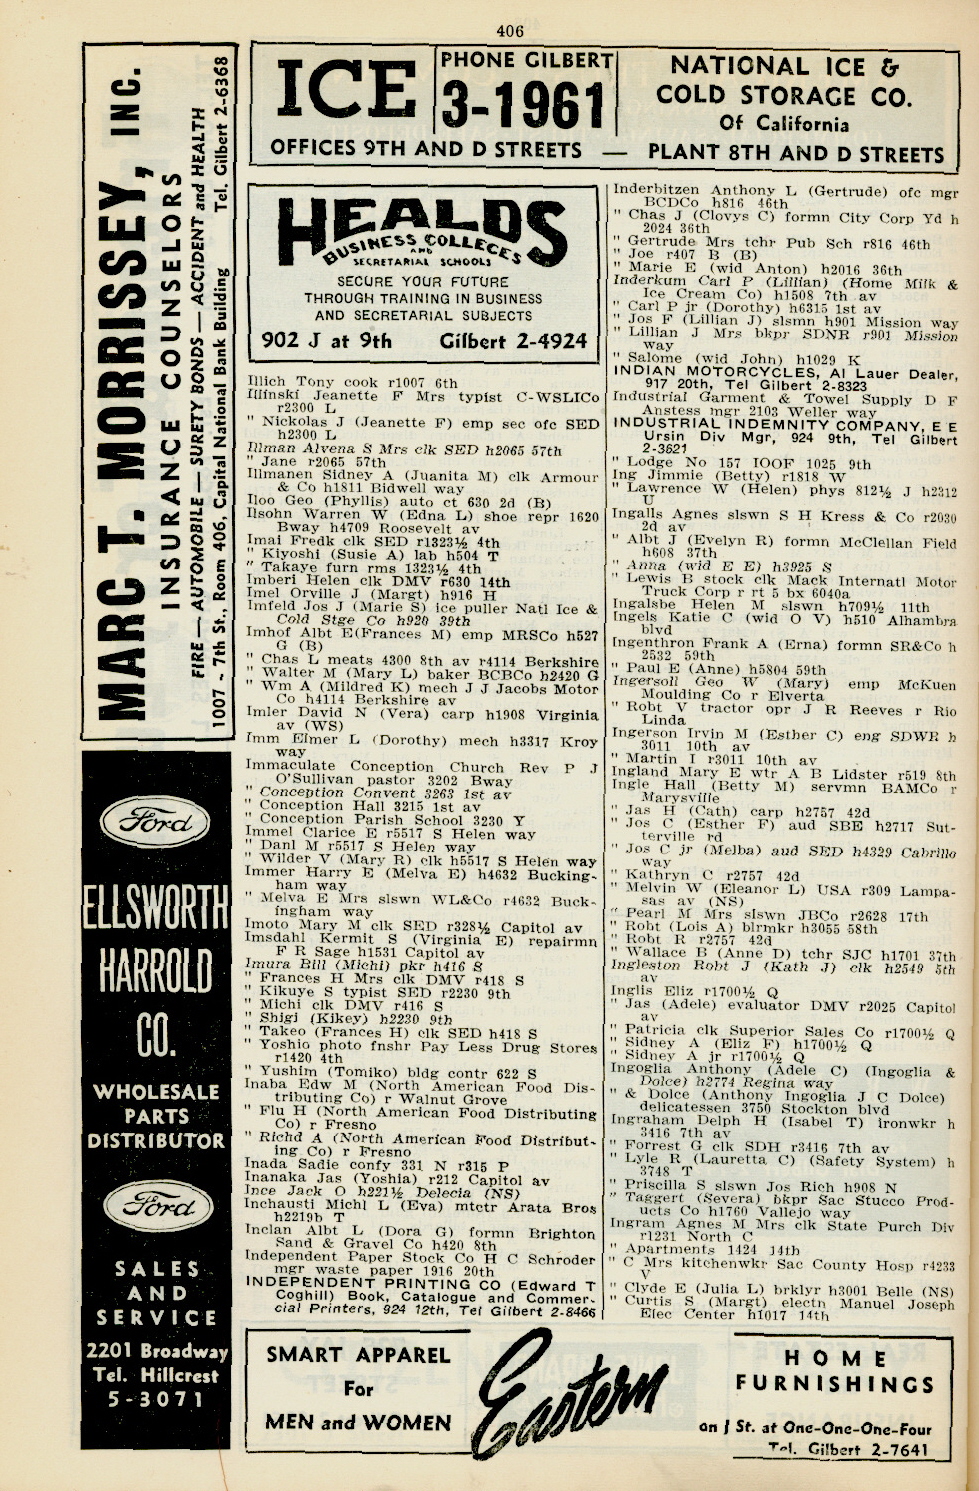 406
ICE
PHONE GILBERT
3-1961
NATIONAL ICE &
COLD STORAGE CO.
Of California
OFFICES 9TH AND D STREETS — PLANT 8TH AND D STREETS
MARC T. MORRISSEY, INC.
INSURANCE COUNSELORS
FIRE — AUTOMOBILE — SURETY BONDS — ACCIDENT and HEALTH
1007 - 7th St., Room 406, Capital National Bank Building Tel. Gilbert 2-6368
Ford
ELLSWORTH
HARROLD
CO.
WHOLESALE
PARTS
DISTRIBUTOR
Ford
SALES
AND
SERVICE
2201 Broadway
Tel. Hillcrest
5-3071
HEALDS
BUSINESS COLLEGES
AND
SECRETARIAL SCHOOLS
SECURE YOUR FUTURE
THROUGH TRAINING IN BUSINESS
AND SECRETARIAL SUBJECTS
902 J at 9th Gilbert 2-4924
Illich Tony cook r1007 6th
Illinski Jeanette F Mrs typist C-WSLICo
r2300 L
" Nickolas J (Jeanette F) emp sec ofc SED
h2300 L
Illman Alvena S Mrs clk SED h2065 57th
" Jane r2065 57th
Illmanen Sidney A (Juanita M) clk Armour
& Co h1811 Bidwell way
Iloo Geo (Phyllis) auto ct 630 2d (B)
Ilsohn Warren W (Edna L) shoe repr 1620
Bway h4709 Roosevelt av
Imai Fredk clk SED r1323½ 4th
" Kiyoshi (Susie A) lab h504 T
" Takaye furn rms 1323½ 4th
Imberi Helen clk DMV r630 14th
Imel Orville J (Margt) h916 H
Imfeld Jos J (Marie S) ice puller Natl Ice &
Cold Stge Co h920 39th
Imhof Albt E(Frances M) emp MRSCo h527
G (B)
" Chas L meats 4300 8th av r4114 Berkshire
" Walter M (Mary L) baker BCBCo h2420 G
" Wm A (Mildred K) mech J J Jacobs Motor
Co h4114 Berkshire av
Imler David N (Vera) carp h1908 Virginia
av (WS)
Imm Elmer L (Dorothy) mech h3317 Kroy
way
Immaculate Conception Church Rev P J
O'Sullivan pastor 3202 Bway
" Conception Convent 3263 1st av
" Conception Hall 3215 1st av
" Conception Parish School 3230 Y
Immel Clarice E r5517 S Helen way
" Danl M r5517 S Helen way
" Wilder V (Mary R) clk h5517 S Helen way
Immer Harry E (Melva E) h4632 Bucking-
ham way
" Melva E Mrs slswn WL&Co r4632 Buck-
ingham way
Imoto Mary M clk SED r328½ Capitol av
Imsdahl Kermit S (Virginia E) repairmn
F R Sage h1531 Capitol av
Imura Bill (Michi) pkr h416 S
" Frances H Mrs clk DMV r418 S
" Kikuye S typist SED r2230 9th
" Michi clk DMV r416 S
" Shigi (Kikey) h2230 9th
" Takeo (Frances H) clk SED h418 S
" Yoshio photo fnshr Pay Less Drug Stores
r1420 4th
" Yushim (Tomiko) bldg contr 622 S
Inaba Edw M (North American Food Dis-
tributing Co) r Walnut Grove
" Flu H (North American Food Distributing
Co) r Fresno
" Richd A (North American Food Distribut-
ing Co) r Fresno
Inada Sadie confy 331 N r315 P
Inanaka Jas (Yoshia) r212 Capitol av
Ince Jack O h221½ Delecia (NS)
Inchausti Michl L (Eva) mtctr Arata Bros
h2219b T
Inclan Albt L (Dora G) formn Brighton
Sand & Gravel Co h420 8th
Independent Paper Stock Co H C Schroder
mgr waste paper 1916 20th
INDEPENDENT PRINTING CO (Edward T
Coghill) Book, Catalogue and Commer-
cial Printers, 924 12th, Tel Gilbert 2-8466
Inderbitzen Anthony L (Gertrude) ofc mgr
BCDCo h816 46th
" Chas J (Clovys C) formn City Corp Yd h
2024 36th
" Gertrude Mrs tchr Pub Sch r816 46th
" Joe r407 B (B)
" Marie E (wid Anton) h2016 36th
Inderkum Carl P (Lillian) (Home Milk &
Ice Cream Co) h1508 7th av
" Carl P jr (Dorothy) h6315 1st av
" Jos F (Lillian J) slsmn h901 Mission way
" Lillian J Mrs bkpr SDNR r901 Mission
way
" Salome (wid John) h1029 K
INDIAN MOTORCYCLES, Al Lauer Dealer,
917 20th, Tel Gilbert 2-8323
Industrial Garment & Towel Supply D F
Anstess mgr 2103 Weller way
INDUSTRIAL INDEMNITY COMPANY, E E
Ursin Div Mgr, 924 9th, Tel Gilbert
2-3621
" Lodge No 157 IOOF 1025 9th
Ing Jimmie (Betty) r1818 W
" Lawrence W (Helen) phys 812½ J h2312
U
Ingalls Agnes slswn S H Kress & Co r2030
2d av
" Albt J (Evelyn R) formn McClellan Field
h608 37th
" Anna (wid E E) h3925 S
" Lewis B stock clk Mack Internatl Motor
Truck Corp r rt 5 bx 6040a
Ingalsbe Helen M slswn h709½ 11th
Ingels Katie C (wid O V) h510 Alhambra
blvd
Ingenthron Frank A (Erna) formn SR&Co h
2532 59th
" Paul E (Anne) h5804 59th
Ingersoll Geo W (Mary) emp McKuen
Moulding Co r Elverta
" Robt V tractor opr J R Reeves r Rio
Linda
Ingerson Irvin M (Esther C) eng SDWR h
3011 10th av
" Martin I r3011 10th av
Ingland Mary E wtr A B Lidster r519 8th
Ingle Hall (Betty M) servmn BAMCo r
Marysville
" Jas H (Cath) carp h2757 42d
" Jos C (Esther F) aud SBE h2717 Sut-
terville rd
" Jos C jr (Melba) aud SED h4329 Cabrillo
way
" Kathryn C r2757 42d
" Melvin W (Eleanor L) USA r309 Lampa-
sas av (NS)
" Pearl M Mrs slswn JBCo r2628 17th
" Robt (Lois A) blrmkr h3055 58th
" Robt R r2757 42d
" Wallace B (Anne D) tchr SJC h1701 37th
Ingleston Robt J (Kath J) clk h2549 5th
av
Inglis Eliz r1700½ Q
" Jas (Adele) evaluator DMV r2025 Capitol
av
" Patricia clk Superior Sales Co r1700½ Q
" Sidney A (Eliz F) h1700½ Q
" Sidney A jr r1700½ Q
Ingoglia Anthony (Adele C) (Ingoglia &
Dolce) h2774 Regina way
" & Dolce (Anthony Ingoglia J C Dolce)
delicatessen 3750 Stockton blvd
Ingraham Delph H (Isabel T) ironwkr h
3416 7th av
" Forrest G clk SDH r3416 7th av
" Lyle R (Lauretta C) (Safety System) h
3748 T
" Priscilla S slswn Jos Rich h908 N
" Taggert (Severa) bkpr Sac Stucco Prod-
ucts Co h1760 Vallejo way
Ingram Agnes M Mrs clk State Purch Div
r1231 North C
" Apartments 1424 14th
" C Mrs kitchenwkr Sac County Hosp r4233
V
" Clyde E (Julia L) brklyr h3001 Belle (NS)
" Curtis S (Margt) electn Manuel Joseph
Elec Center h1017 14th
SMART APPAREL
For
MEN and WOMEN
Eastern
HOME
FURNISHINGS
on J St. at One-One-One-Four
Tel. Gilbert 2-7641